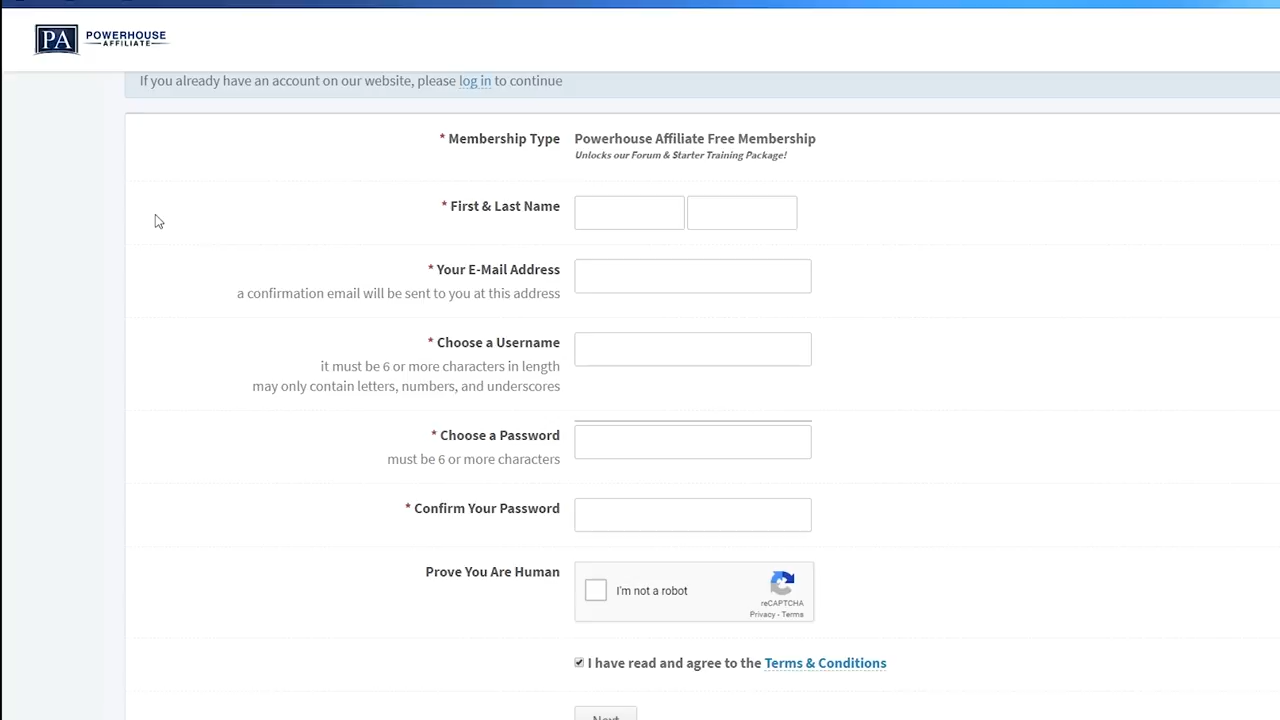 PA POWERHOUSE
AFFILIATE
If you already have an account on our website, please log in to continue
* Membership Type
Powerhouse Affiliate Free Membership
Unlocks our Forum & Starter Training Package!
* First & Last Name
* Your E-Mail Address
a confirmation email will be sent to you at this address
* Choose a Username
it must be 6 or more characters in length
may only contain letters, numbers, and underscores
* Choose a Password
must be 6 or more characters
* Confirm Your Password
Prove You Are Human
I'm not a robot
reCAPTCHA
Privacy - Terms
I have read and agree to the Terms & Conditions
Next